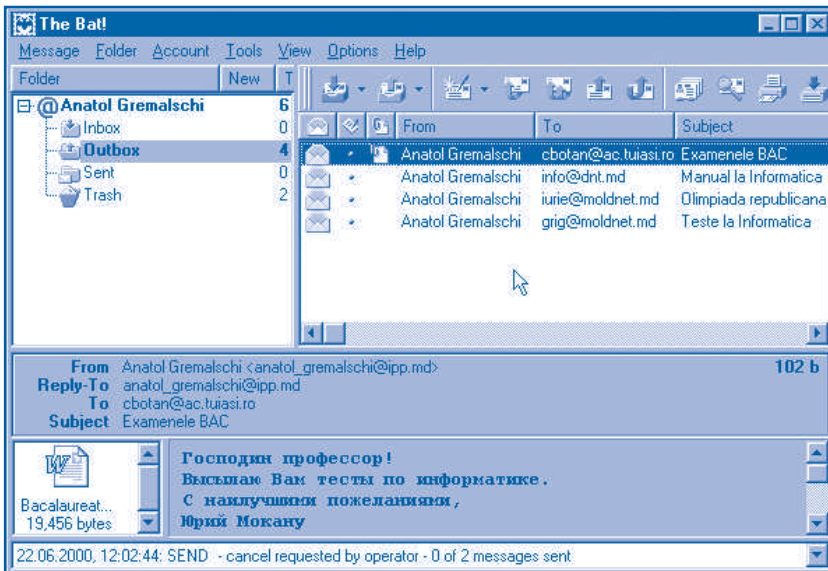 The Bat!
Message Folder Account Tools View Options Help
Folder New T
Anatol Gremalschi 6
Inbox 0
Outbox 4
Sent 0
Trash 2
From To Subject
Anatol Gremalschi cbotan@ac.tuiasi.ro Examenele BAC
Anatol Gremalschi info@dnt.md Manual la Informatica
Anatol Gremalschi iurie@moldnet.md Olimpiada republicana
Anatol Gremalschi grig@moldnet.md Teste la Informatica
From Anatol Gremalschi <anatol_gremalschi@ipp.md> 102 b
Reply-To anatol_gremalschi@ipp.md
To cbotan@ac.tuiasi.ro
Subject Examenele BAC
Господин профессор!
Высылаю Вам тесты по информатике.
С наилучшими пожеланиями,
Юрий Мокану
Bacalaureat...
19,456 bytes
22.06.2000, 12:02:44: SEND - cancel requested by operator - 0 of 2 messages sent